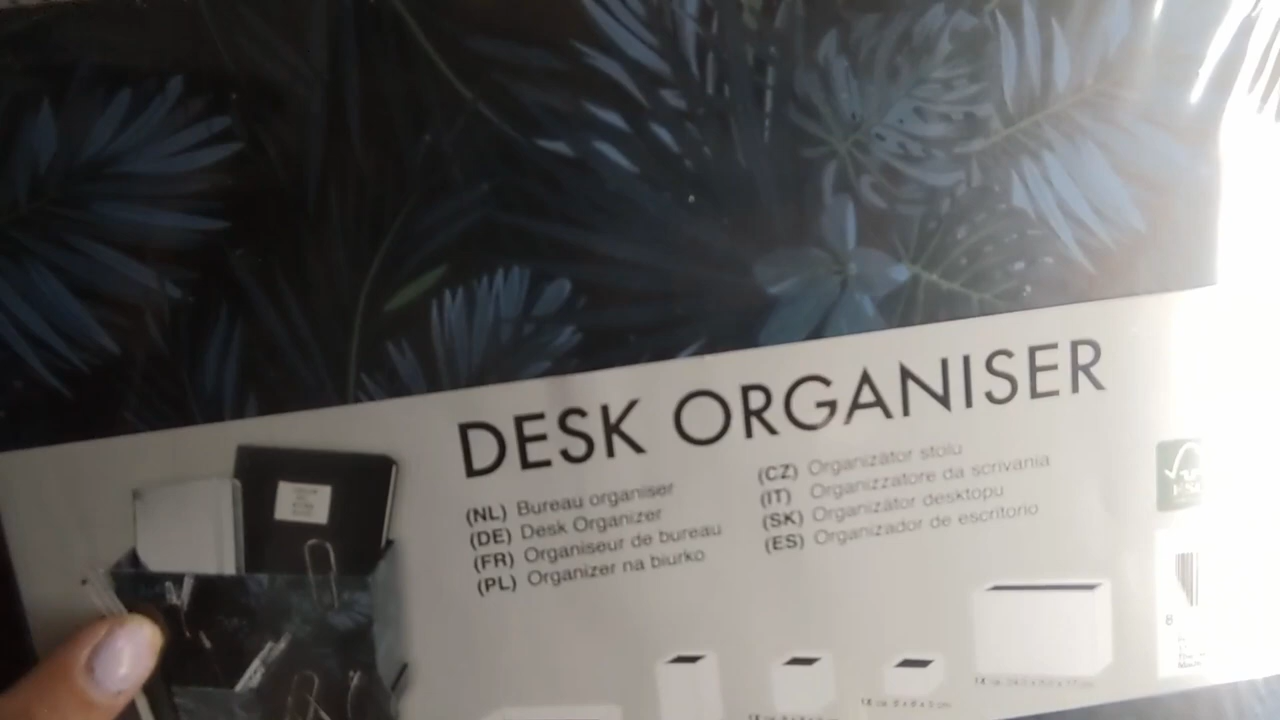 DESK ORGANISER
(NL) Bureau organiser
(DE) Desk Organizer
(FR) Organiseur de bureau
(PL) Organizer na biurko
(CZ) Organizátor stolu
(IT) Organizzatore da scrivania
(SK) Organizátor desktopu
(ES) Organizador de escritorio
8